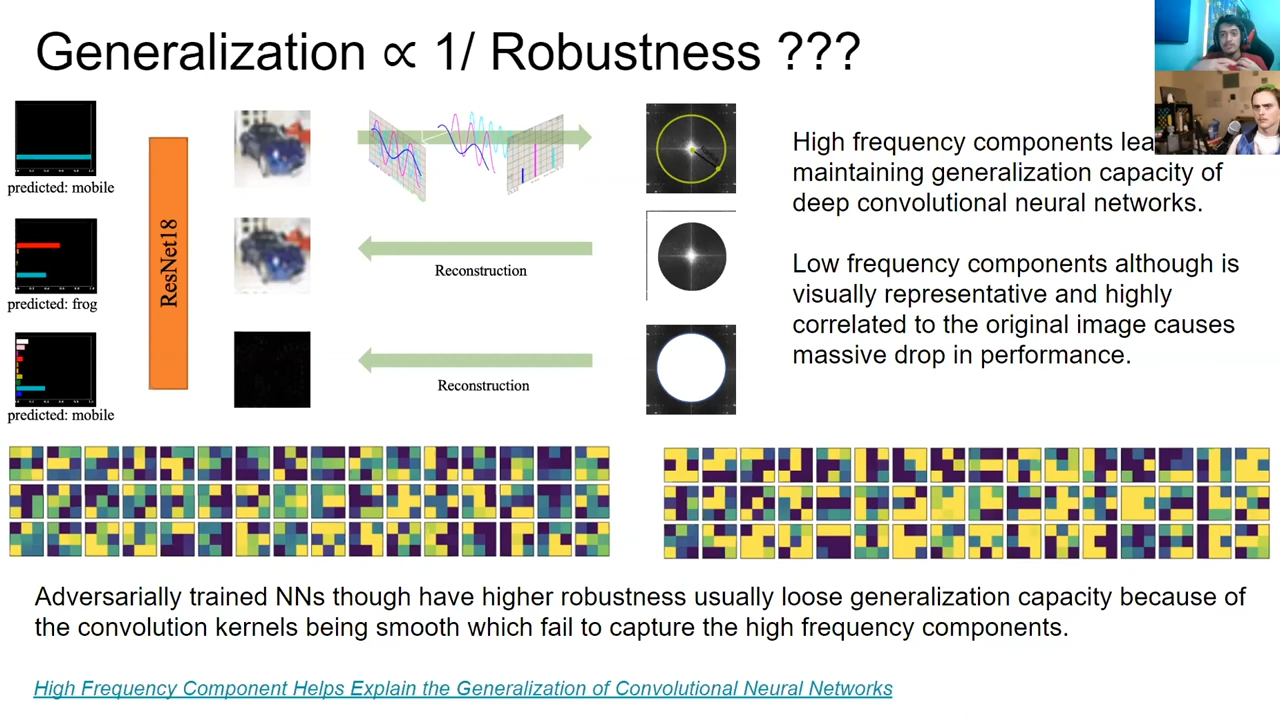 Generalization ∝ 1/ Robustness ???
predicted: mobile
predicted: frog
predicted: mobile
ResNet18
Reconstruction
Reconstruction
High frequency components
maintaining generalization capacity of
deep convolutional neural networks.
Low frequency components although is
visually representative and highly
correlated to the original image causes
massive drop in performance.
Adversarially trained NNs though have higher robustness usually loose generalization capacity because of
the convolution kernels being smooth which fail to capture the high frequency components.
High Frequency Component Helps Explain the Generalization of Convolutional Neural Networks